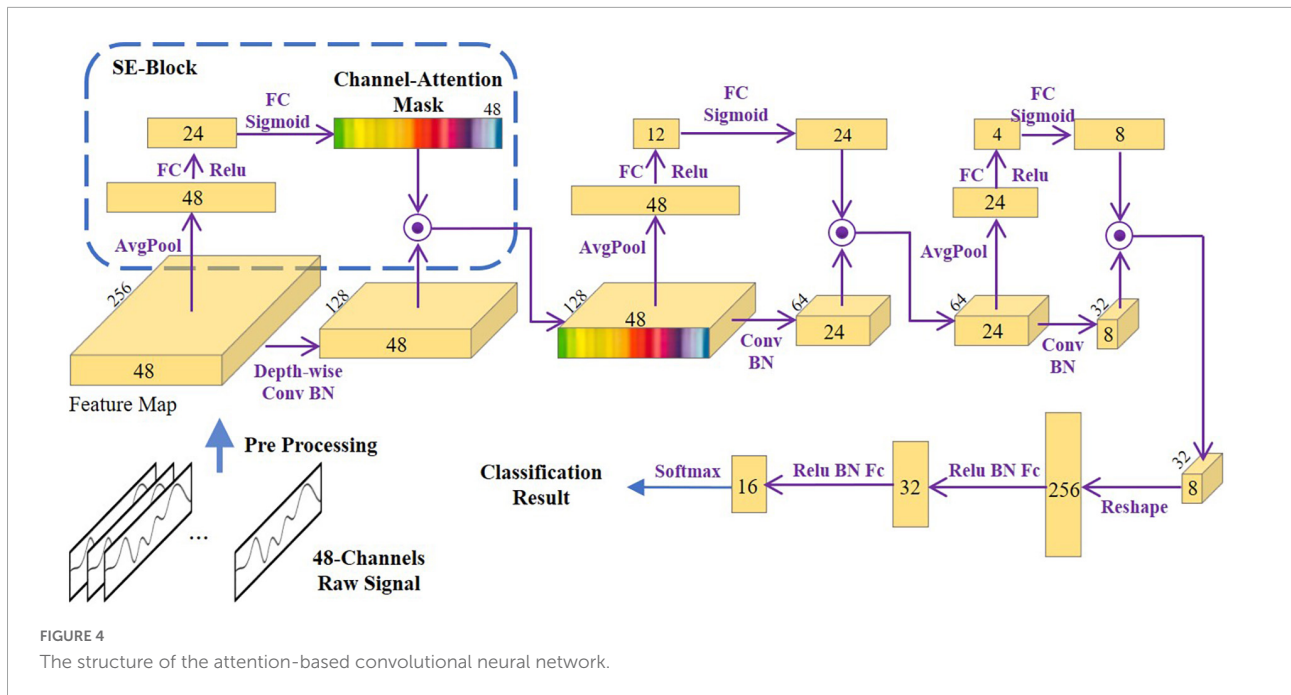 SE-Block
Channel-Attention
Mask
48
FC
Sigmoid
24
FC Relu
48
AvgPool
256
48
Feature Map
Depth-wise
Conv BN
128
48
FC
Sigmoid
12
24
FC Relu
48
AvgPool
128
48
Conv
BN
64
24
FC
Sigmoid
4
8
FC Relu
24
AvgPool
64
24
Conv
BN
32
8
32
8
Reshape
256
Relu BN Fc
32
Relu BN Fc
16
Softmax
Classification
Result
Pre Processing
...
48-Channels
Raw Signal
FIGURE 4
The structure of the attention-based convolutional neural network.